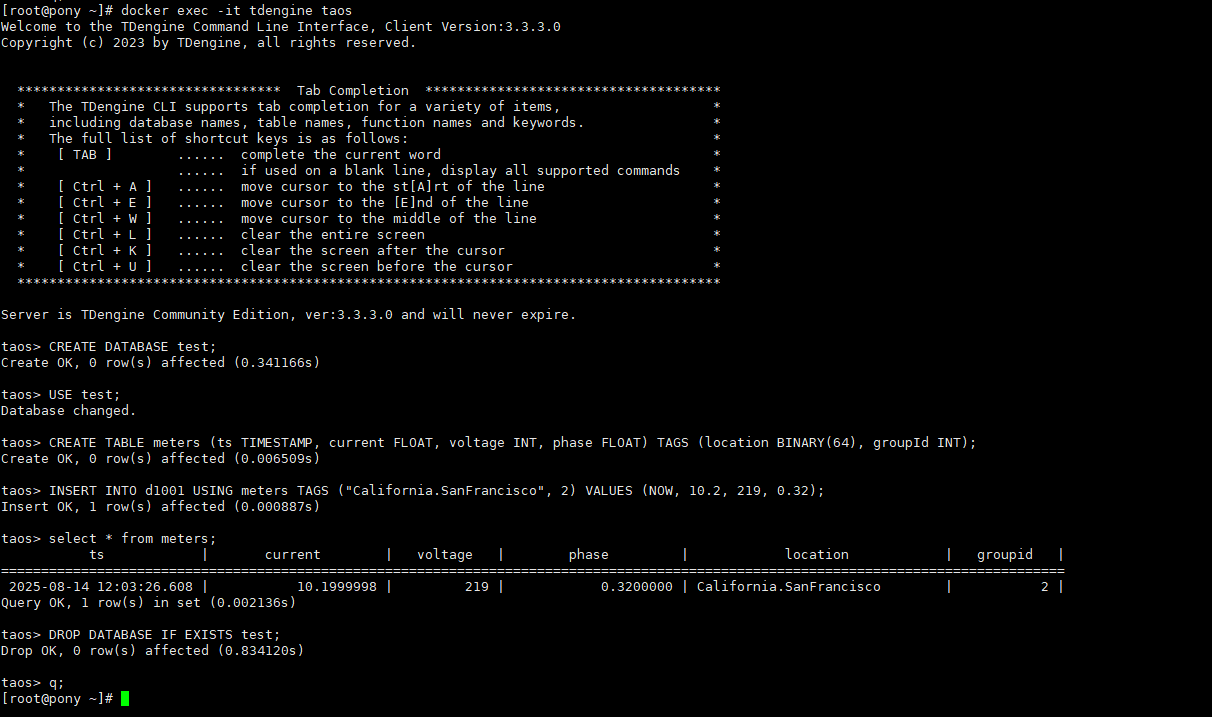 [root@pony ~]# docker exec -it tdengine taos
Welcome to the TDengine Command Line Interface, Client Version:3.3.3.0
Copyright (c) 2023 by TDengine, all rights reserved.
  *********************************  Tab Completion  *************************************
  *   The TDengine CLI supports tab completion for a variety of items,                   *
  *   including database names, table names, function names and keywords.                *
  *   The full list of shortcut keys is as follows:                                      *
  *    [ TAB ]        ......  complete the current word                                  *
  *                   ......  if used on a blank line, display all supported commands    *
  *    [ Ctrl + A ]   ......  move cursor to the st[A]rt of the line                     *
  *    [ Ctrl + E ]   ......  move cursor to the [E]nd of the line                       *
  *    [ Ctrl + W ]   ......  move cursor to the middle of the line                      *
  *    [ Ctrl + L ]   ......  clear the entire screen                                    *
  *    [ Ctrl + K ]   ......  clear the screen after the cursor                          *
  *    [ Ctrl + U ]   ......  clear the screen before the cursor                         *
  ****************************************************************************************
Server is TDengine Community Edition, ver:3.3.3.0 and will never expire.
taos> CREATE DATABASE test;
Create OK, 0 row(s) affected (0.341166s)
taos> USE test;
Database changed.
taos> CREATE TABLE meters (ts TIMESTAMP, current FLOAT, voltage INT, phase FLOAT) TAGS (location BINARY(64), groupId INT);
Create OK, 0 row(s) affected (0.006509s)
taos> INSERT INTO d1001 USING meters TAGS ("California.SanFrancisco", 2) VALUES (NOW, 10.2, 219, 0.32);
Insert OK, 1 row(s) affected (0.000887s)
taos> select * from meters;
           ts            |       current        |   voltage   |        phase         |            location            |   groupid   |
=====================================================================================================================================
 2025-08-14 12:03:26.608 |           10.1999998 |         219 |            0.3200000 | California.SanFrancisco        |           2 |
Query OK, 1 row(s) in set (0.002136s)
taos> DROP DATABASE IF EXISTS test;
Drop OK, 0 row(s) affected (0.834120s)
taos> q;
[root@pony ~]#